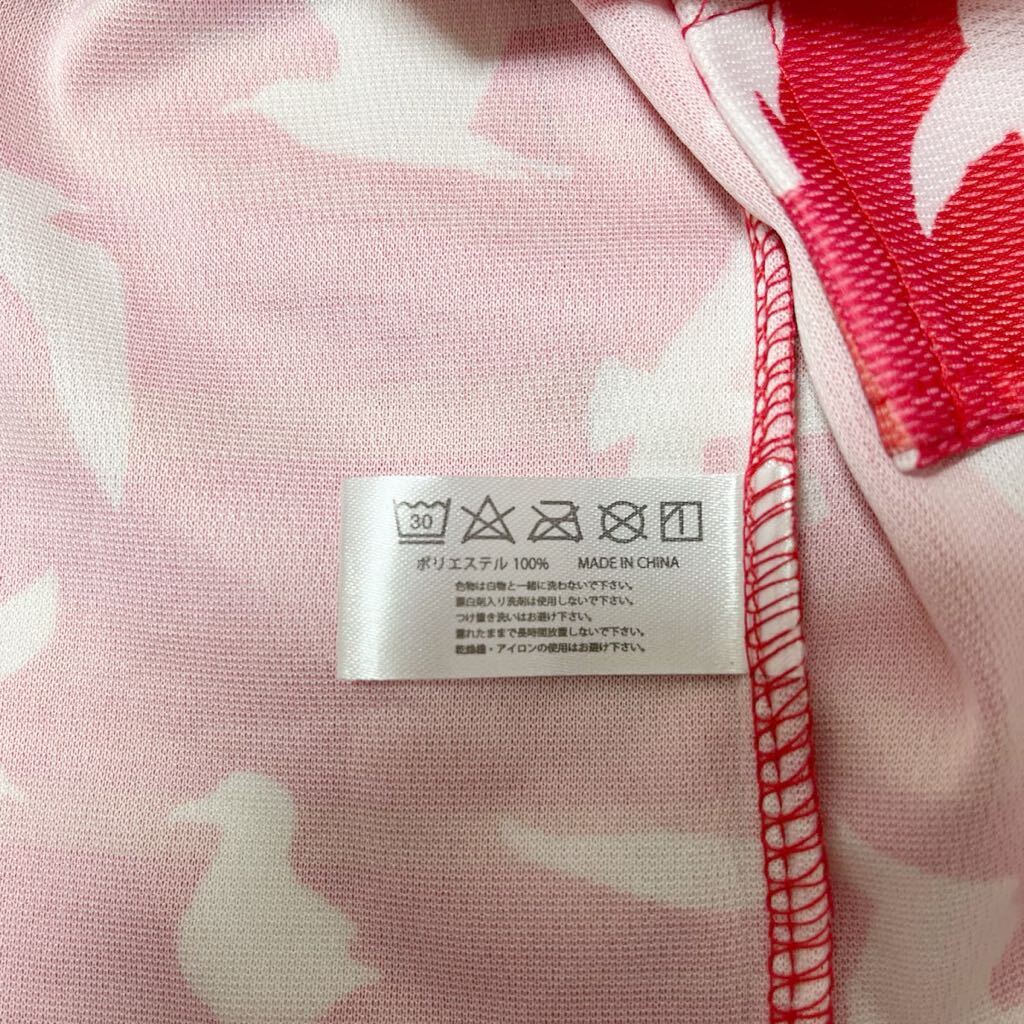 30
ポリエステル 100% MADE IN CHINA
色物は白物と一緒に洗わないで下さい。
漂白剤入り洗剤は使用しないで下さい。
つけ置き洗いはお避け下さい。
濡れたままで長時間放置しないで下さい。
乾燥機・アイロンの使用はお避け下さい。